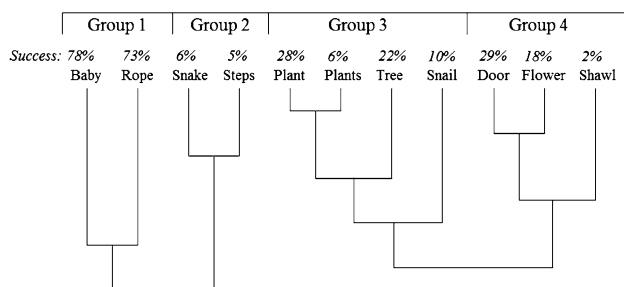 Group 1 Group 2 Group 3 Group 4
Success: 78% 73% 6% 5% 28% 6% 22% 10% 29% 18% 2%
Baby Rope Snake Steps Plant Plants Tree Snail Door Flower Shawl